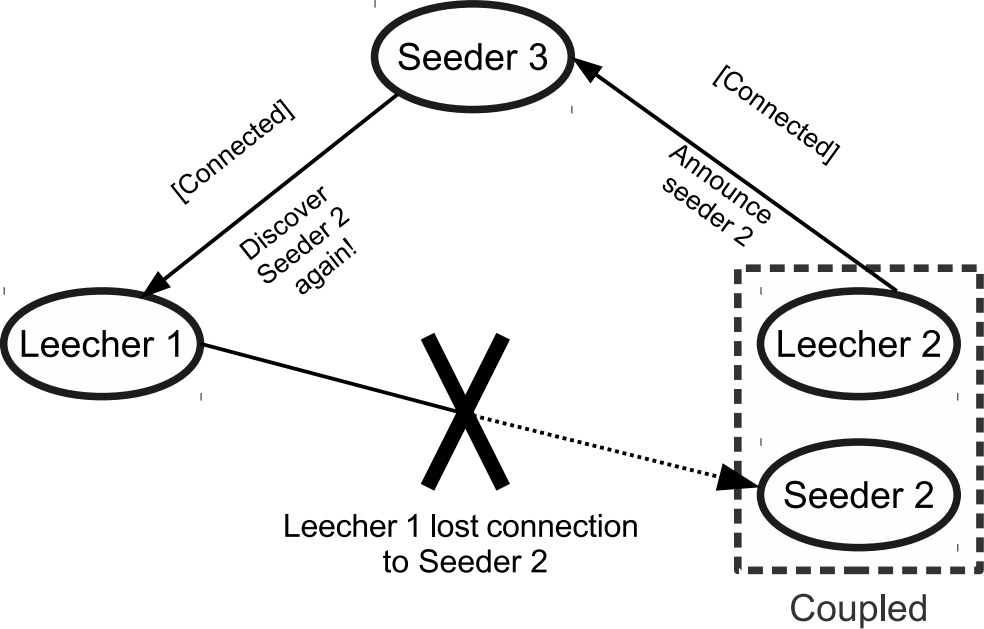 Seeder 3
[Connected]
[Connected]
Announce
seeder 2
Discover
Seeder 2
again!
Leecher 1
Leecher 2
Seeder 2
Leecher 1 lost connection
to Seeder 2
Coupled